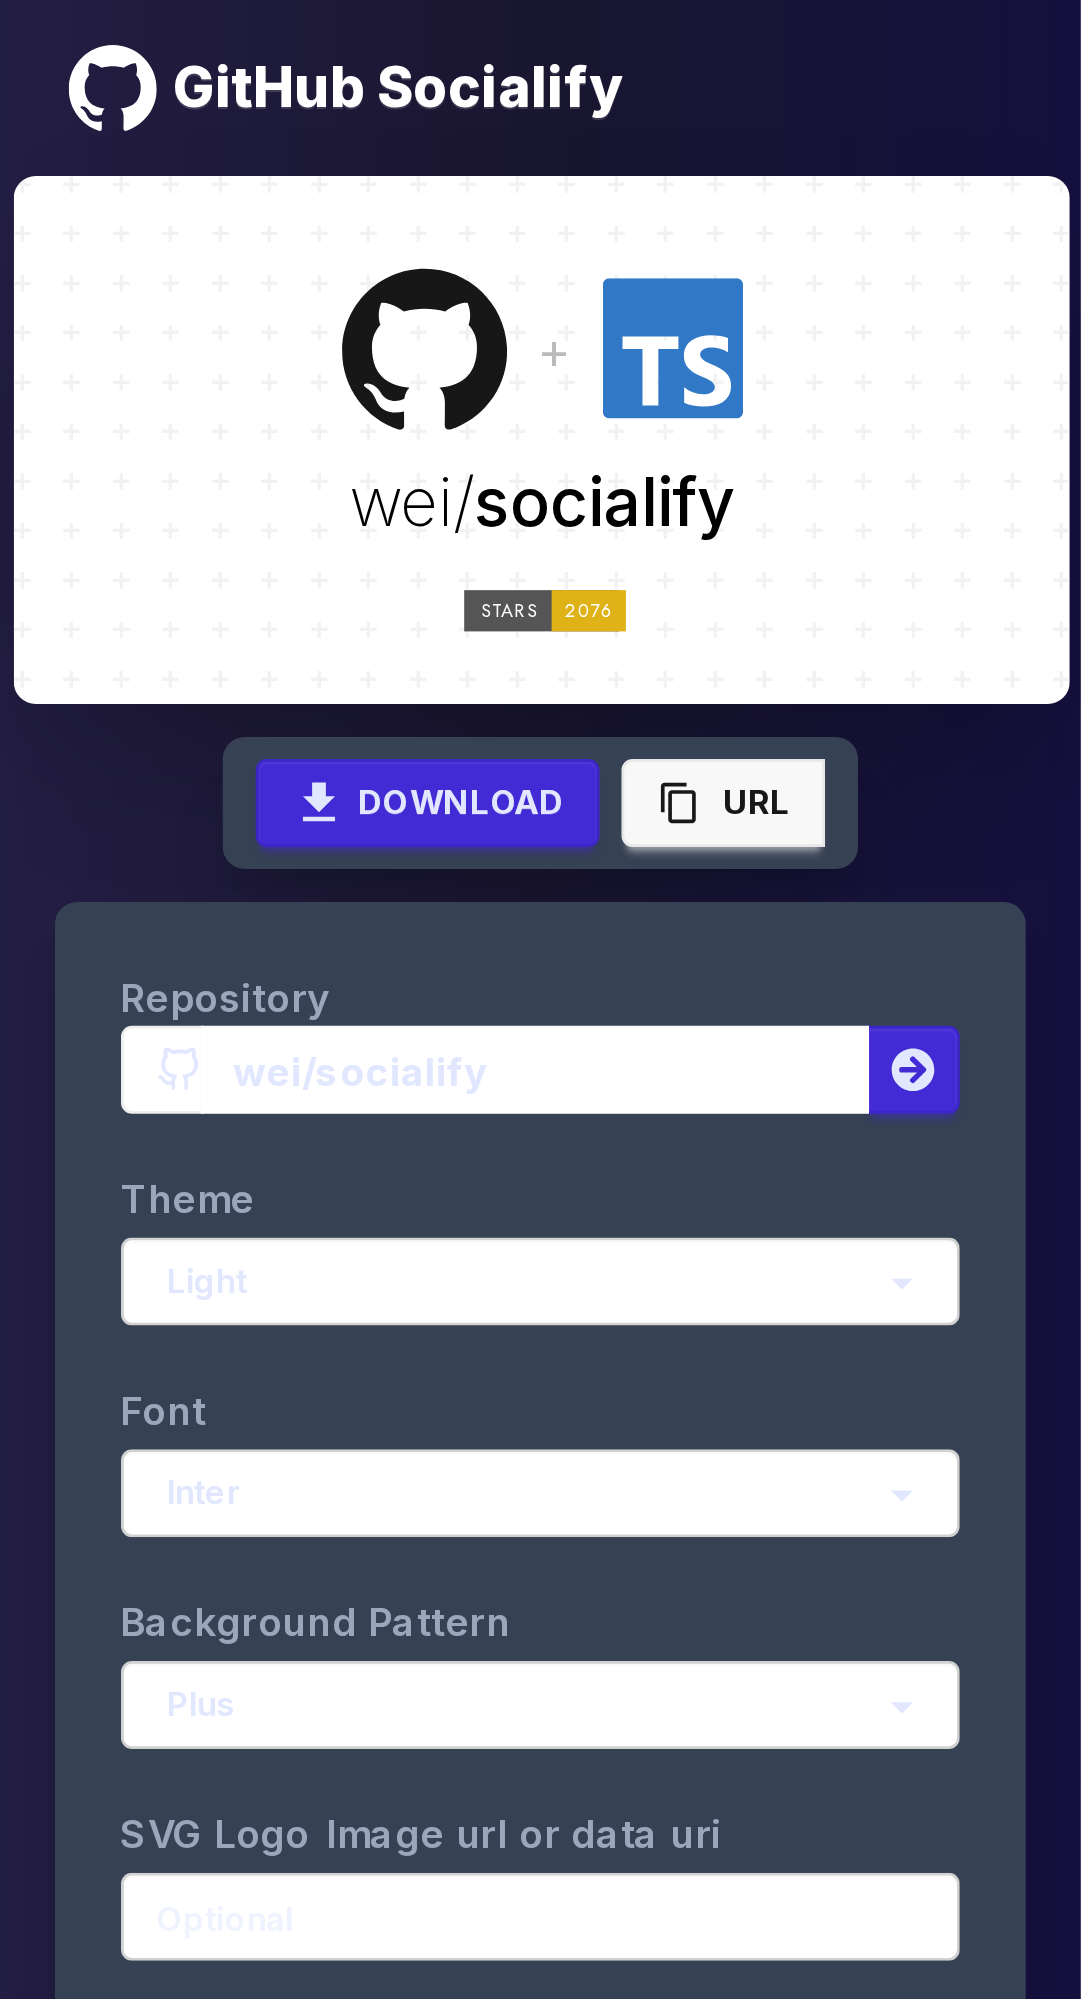 GitHub Socialify
+
TS
wei/socialify
STARS 2076
DOWNLOAD URL
Repository
wei/socialify
Theme
Light
Font
Inter
Background Pattern
Plus
SVG Logo Image url or data uri
Optional